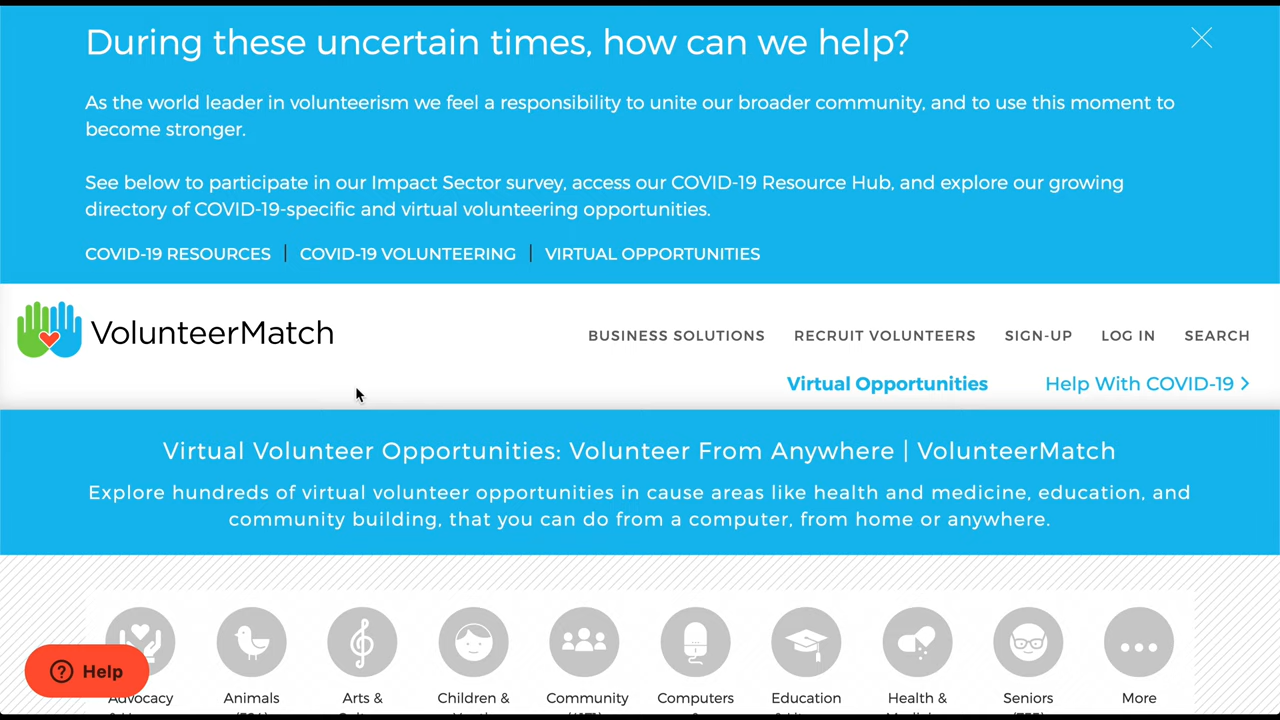 During these uncertain times, how can we help?
As the world leader in volunteerism we feel a responsibility to unite our broader community, and to use this moment to
become stronger.
See below to participate in our Impact Sector survey, access our COVID-19 Resource Hub, and explore our growing
directory of COVID-19-specific and virtual volunteering opportunities.
COVID-19 RESOURCES | COVID-19 VOLUNTEERING | VIRTUAL OPPORTUNITIES
VolunteerMatch
BUSINESS SOLUTIONS RECRUIT VOLUNTEERS SIGN-UP LOG IN SEARCH
Virtual Opportunities Help With COVID-19
Virtual Volunteer Opportunities: Volunteer From Anywhere | VolunteerMatch
Explore hundreds of virtual volunteer opportunities in cause areas like health and medicine, education, and
community building, that you can do from a computer, from home or anywhere.
Help
Advocacy Animals Arts & Children & Community Computers Education Health & Seniors More